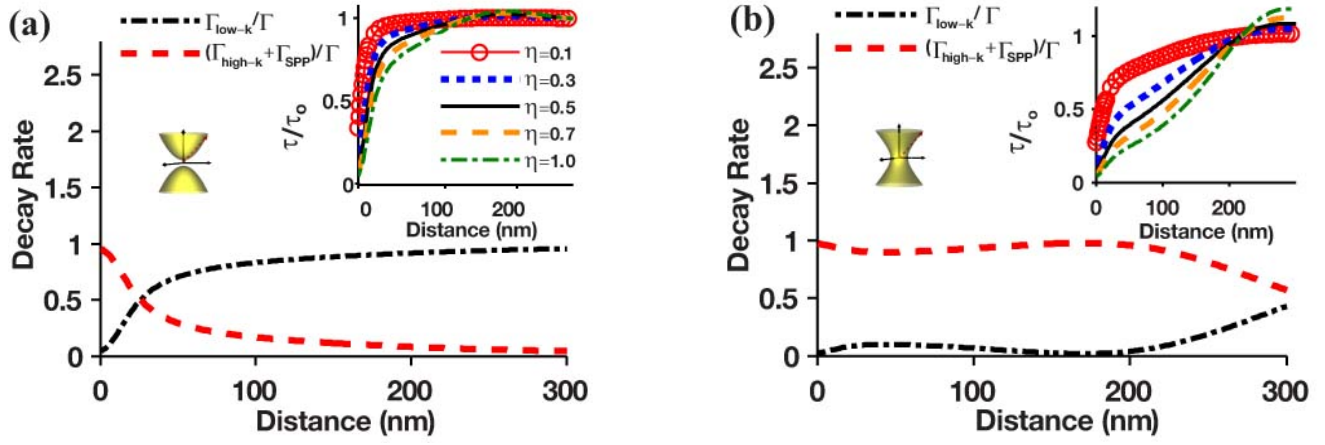 (a)
Γlow−k/Γ
(Γhigh−k+ΓSPP)/Γ
2.5
2
1.5
1
0.5
0
Decay Rate
0
100
200
300
Distance (nm)
1
0.5
0
τ/τo
η=0.1
η=0.3
η=0.5
η=0.7
η=1.0
0
100
200
Distance (nm)
(b)
Γlow−k/ Γ
(Γhigh−k+ΓSPP)/Γ
2.5
2
1.5
1
0.5
0
Decay Rate
0
100
200
300
Distance (nm)
1
0.5
0
τ/τo
0
100
200
Distance (nm)